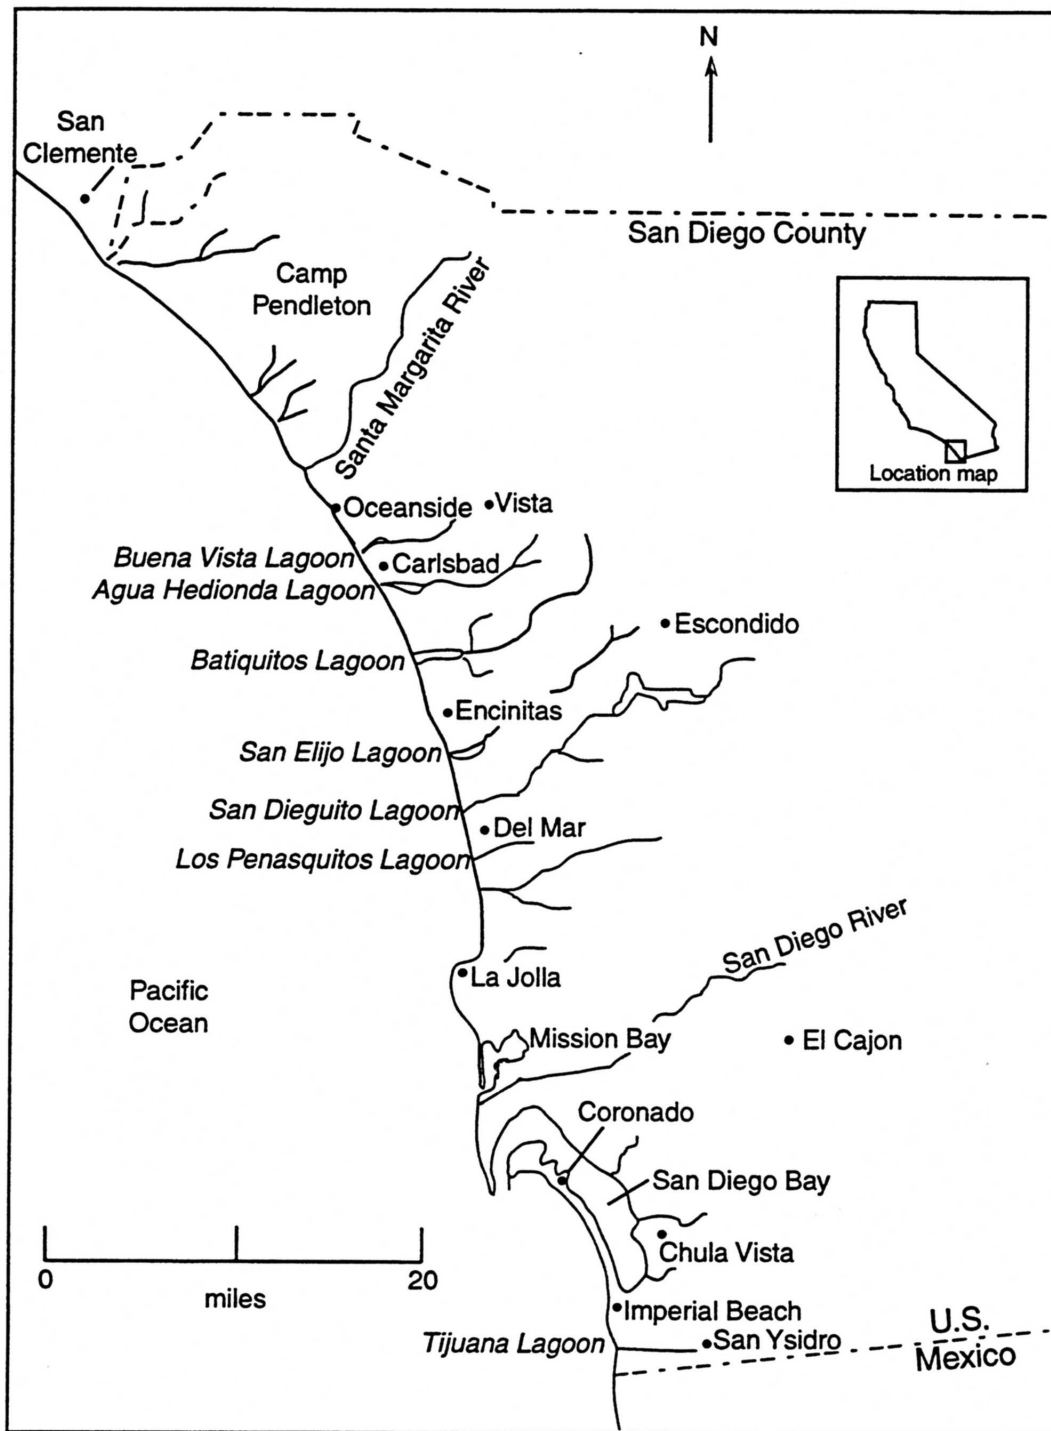 N
San
Clemente
San Diego County
Camp
Pendleton
Santa Margarita River
Location map
Oceanside
Vista
Buena Vista Lagoon
Carlsbad
Agua Hedionda Lagoon
Escondido
Batiquitos Lagoon
Encinitas
San Elijo Lagoon
San Dieguito Lagoon
Del Mar
Los Penasquitos Lagoon
San Diego River
La Jolla
Pacific
Ocean
Mission Bay
El Cajon
Coronado
San Diego Bay
Chula Vista
0
20
miles
Imperial Beach
U.S.
Tijuana Lagoon
San Ysidro
Mexico